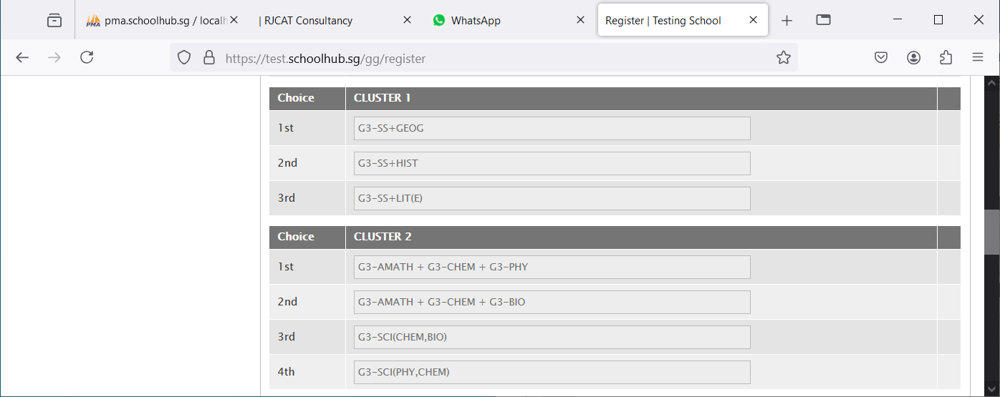 PMA pma.schoolhub.sg / localh
| RJCAT Consultancy
WhatsApp
Register | Testing School
https://test.schoolhub.sg/gg/register
Choice CLUSTER 1
1st G3-SS+GEOG
2nd G3-SS+HIST
3rd G3-SS+LIT(E)
Choice CLUSTER 2
1st G3-AMATH + G3-CHEM + G3-PHY
2nd G3-AMATH + G3-CHEM + G3-BIO
3rd G3-SCI(CHEM,BIO)
4th G3-SCI(PHY,CHEM)